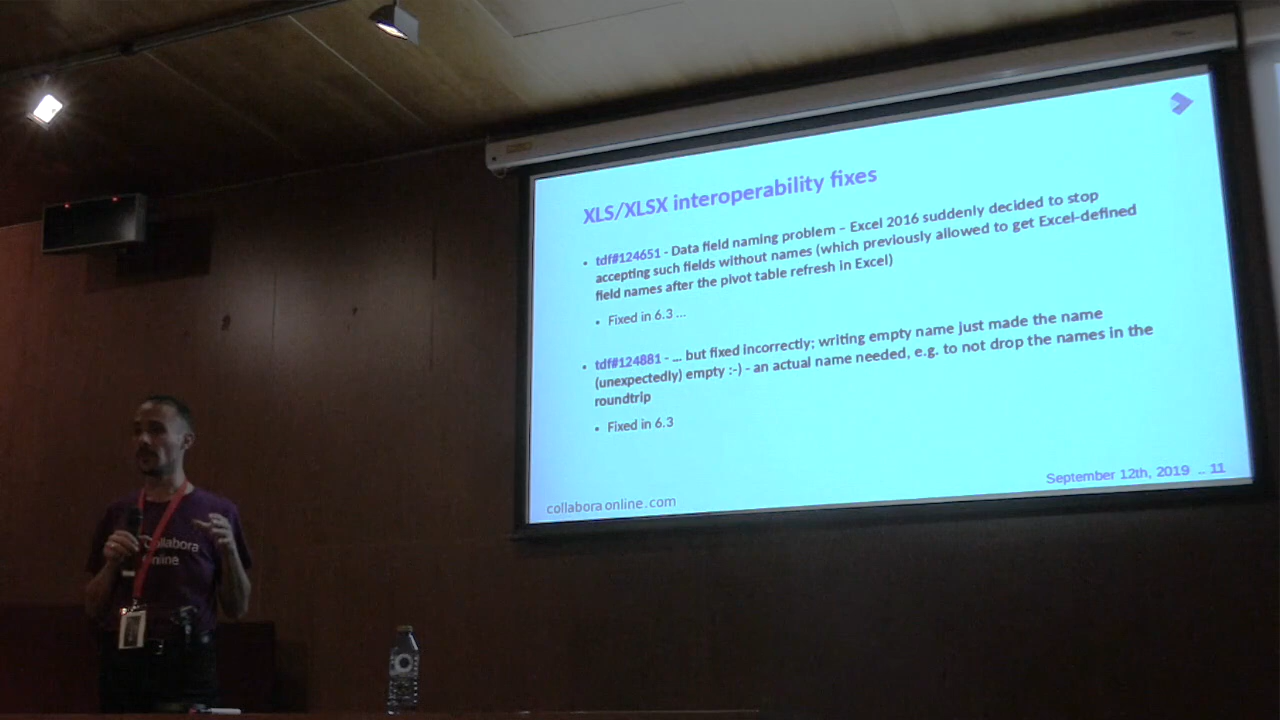 XLS/XLSX interoperability fixes
• tdf#124651 - Data field naming problem – Excel 2016 suddenly decided to stop
accepting such fields without names (which previously allowed to get Excel-defined
field names after the pivot table refresh in Excel)
• Fixed in 6.3 ...
• tdf#124881 - ... but fixed incorrectly; writing empty name just made the name
(unexpectedly) empty :-) - an actual name needed, e.g. to not drop the names in the
roundtrip
• Fixed in 6.3
September 12th, 2019 .. 11
collaboraonline.com
Collabora
Online